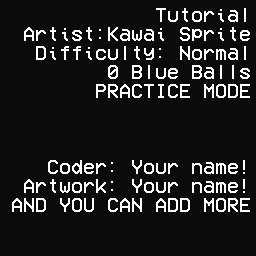 Tutorial
Artist:Kawai Sprite
Difficulty: Normal
0 Blue Balls
PRACTICE MODE
Coder: Your name!
Artwork: Your name!
AND YOU CAN ADD MORE